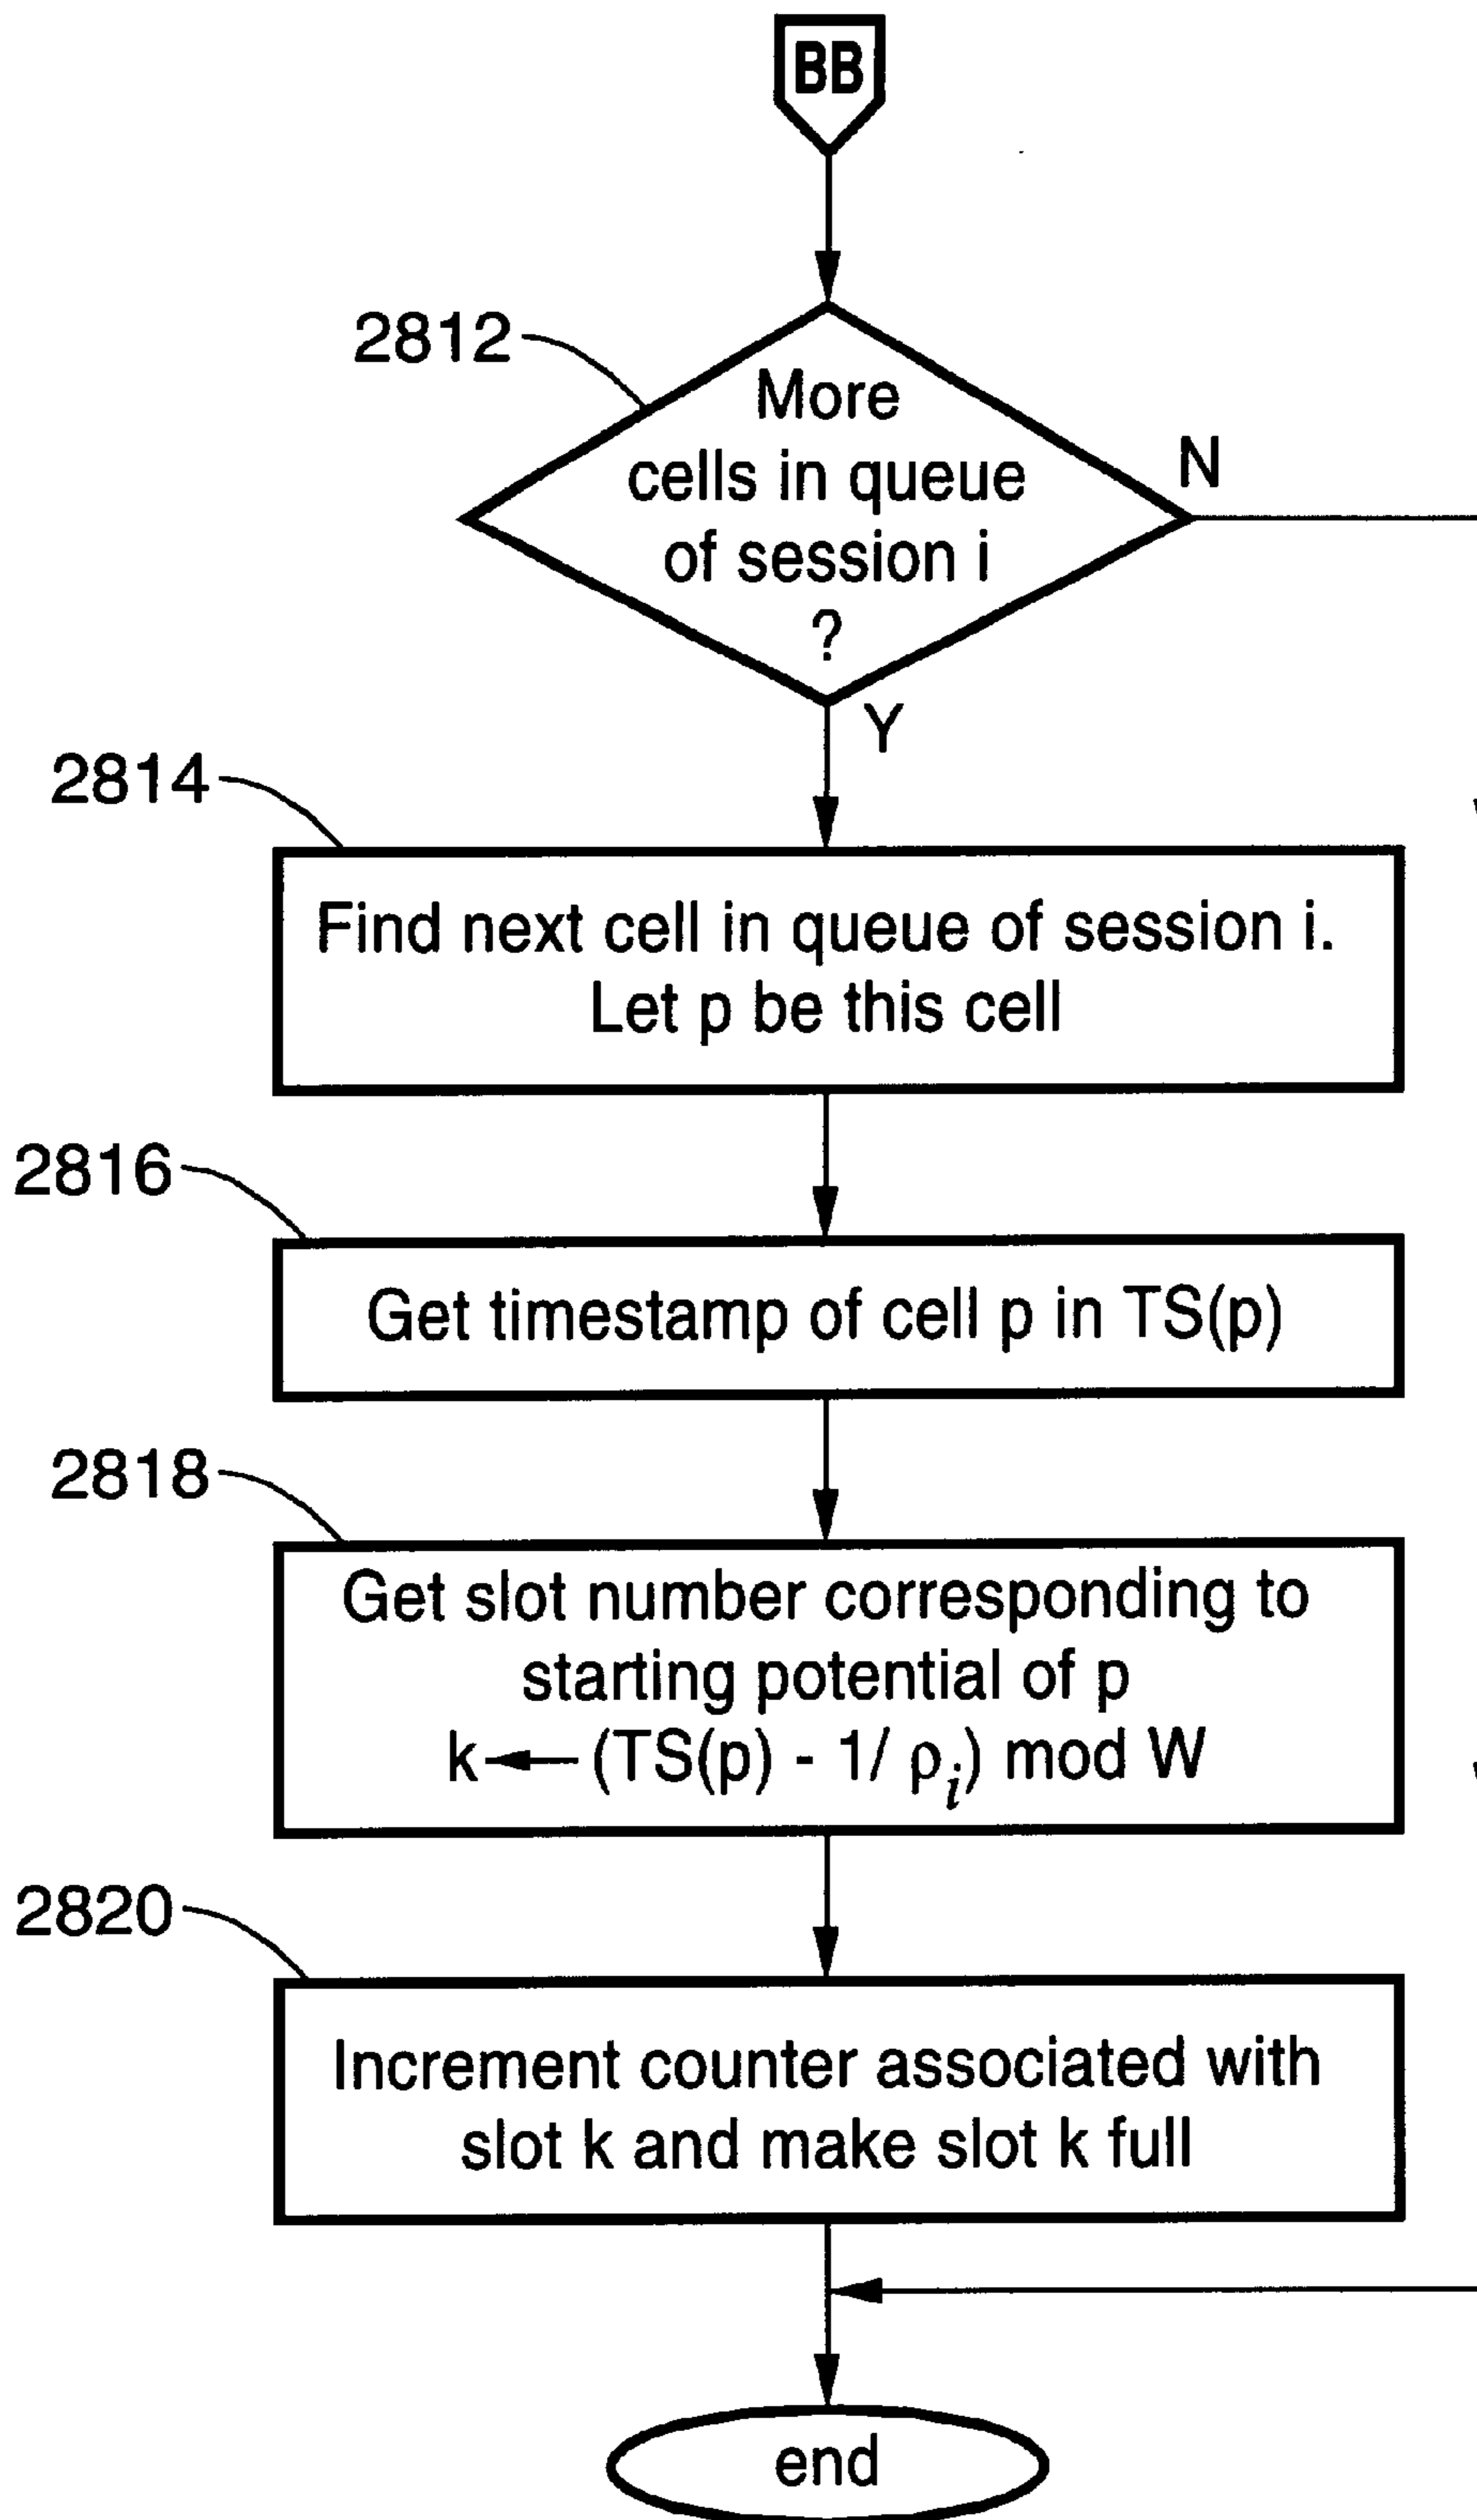 BB
2812
More
cells in queue
of session i
?
N
Y
2814
Find next cell in queue of session i.
Let p be this cell
2816
Get timestamp of cell p in TS(p)
2818
Get slot number corresponding to
starting potential of p
k ← (TS(p) - 1/ ρi) mod W
2820
Increment counter associated with
slot k and make slot k full
end